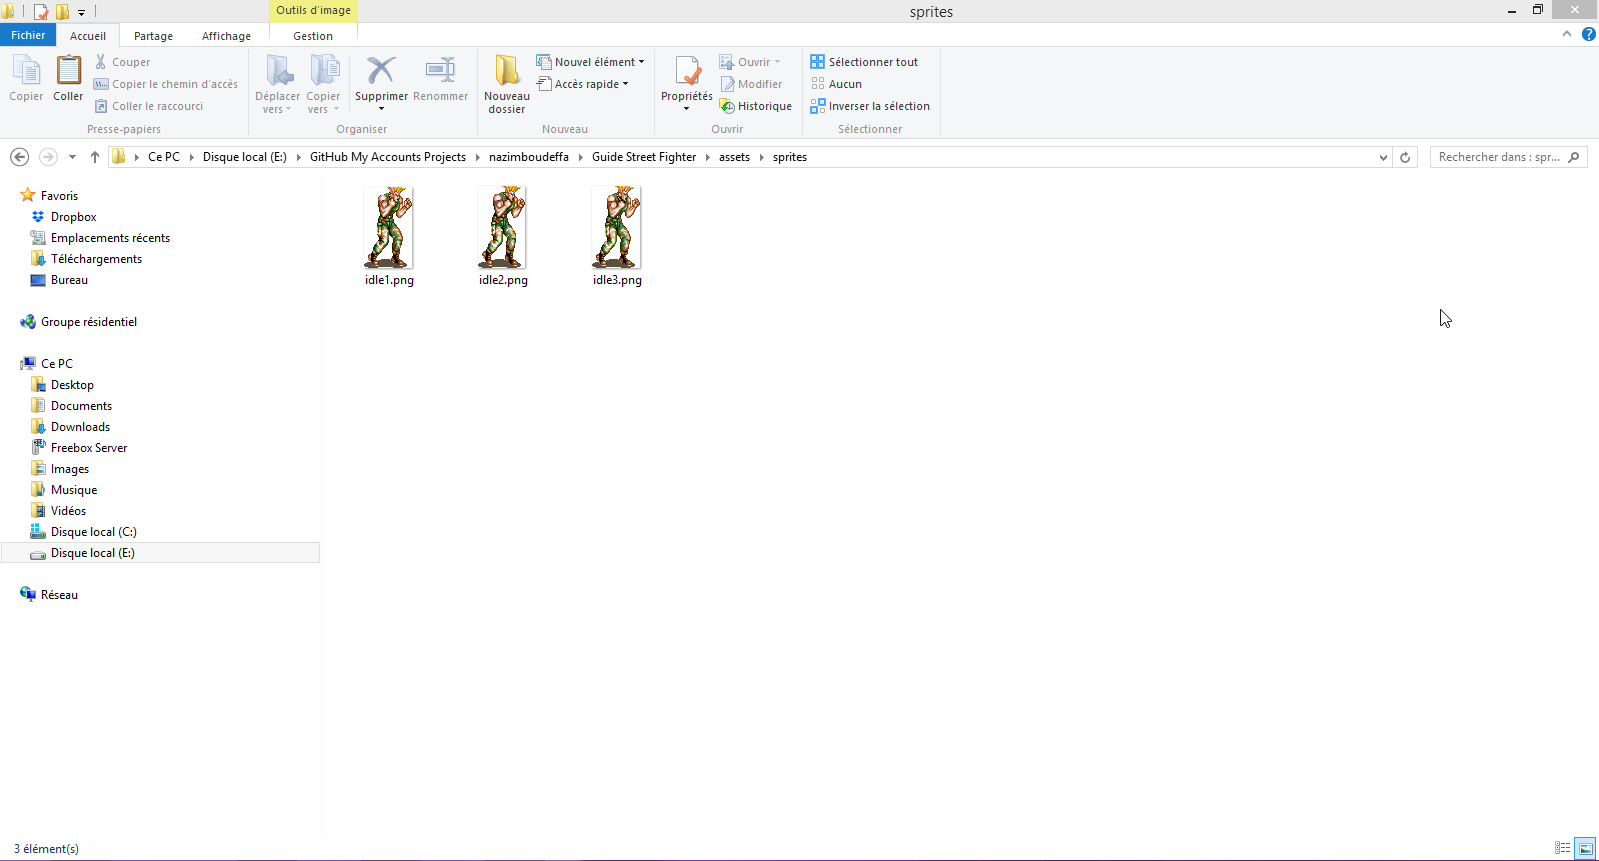 Outils d'image
sprites
Fichier
Accueil
Partage
Affichage
Gestion
Copier
Coller
Couper
Copier le chemin d'accès
Coller le raccourci
Presse-papiers
Déplacer vers
Copier vers
Supprimer
Renommer
Organiser
Nouveau dossier
Nouvel élément
Accès rapide
Nouveau
Propriétés
Ouvrir
Modifier
Historique
Ouvrir
Sélectionner tout
Aucun
Inverser la sélection
Sélectionner
Ce PC
Disque local (E:)
GitHub My Accounts Projects
nazimboudeffa
Guide Street Fighter
assets
sprites
Rechercher dans : spr...
Favoris
Dropbox
Emplacements récents
Téléchargements
Bureau
Groupe résidentiel
Ce PC
Desktop
Documents
Downloads
Freebox Server
Images
Musique
Vidéos
Disque local (C:)
Disque local (E:)
Réseau
idle1.png
idle2.png
idle3.png
3 élément(s)